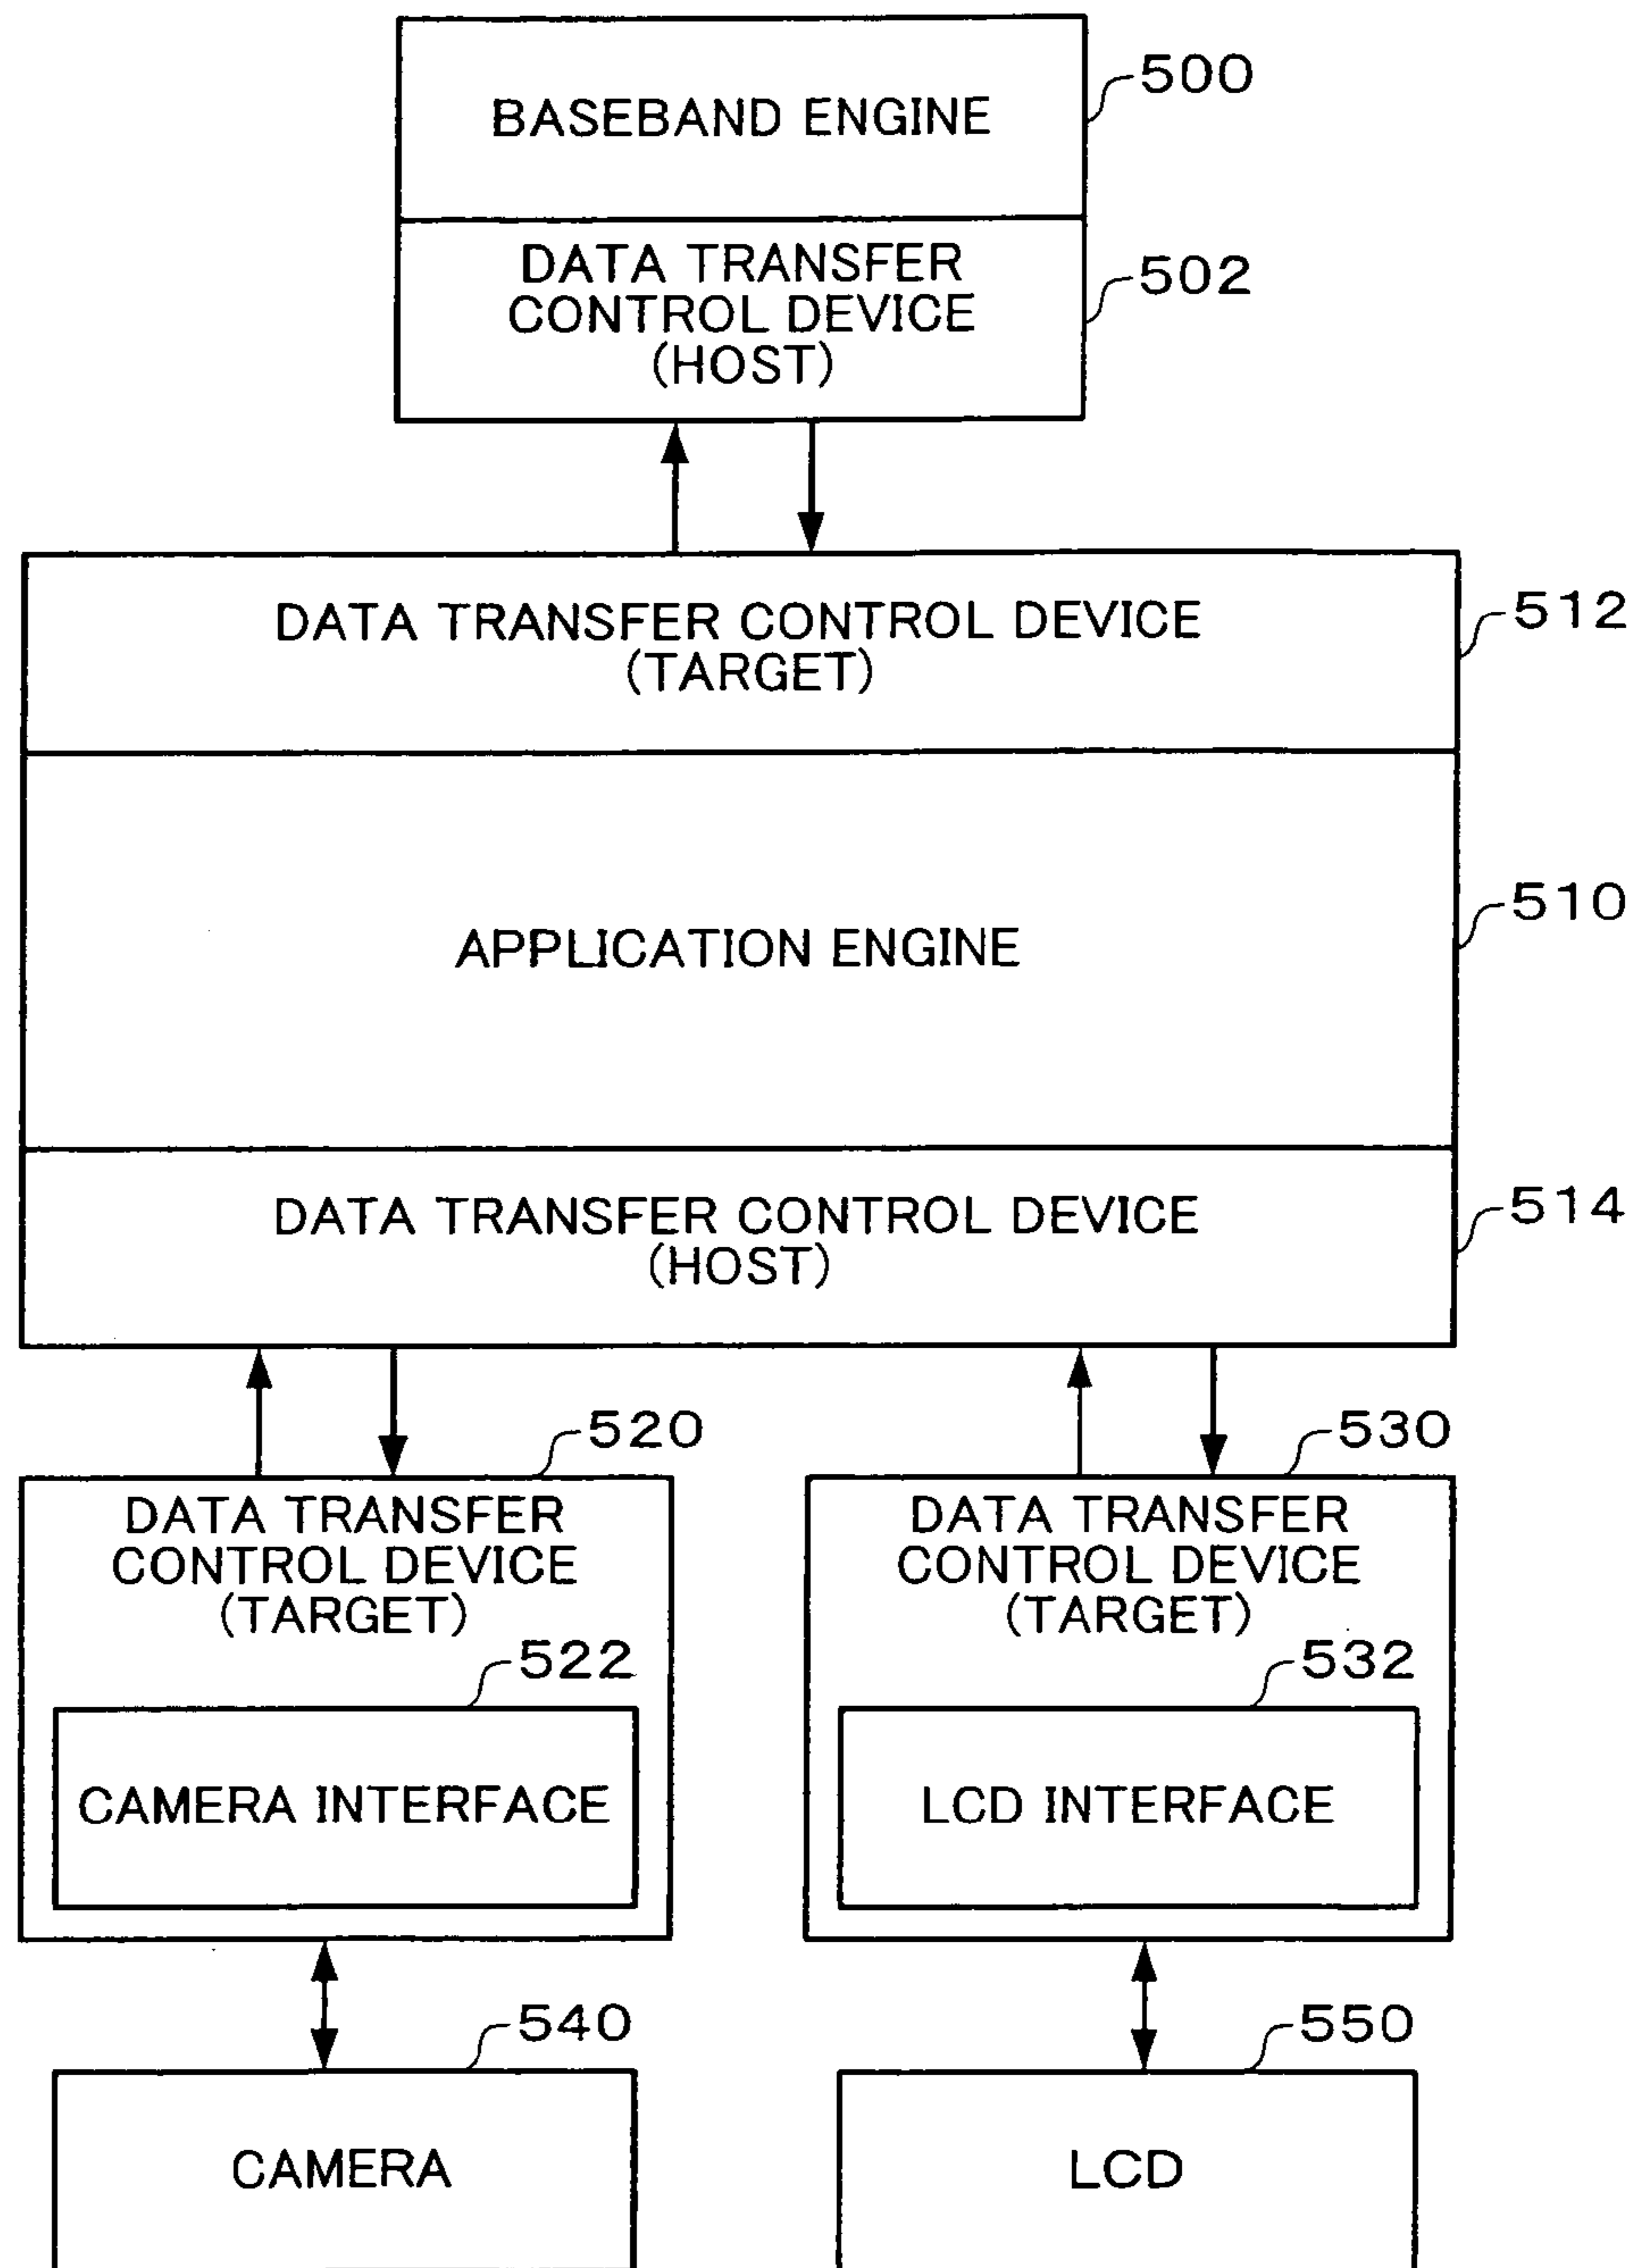 BASEBAND ENGINE
500
DATA TRANSFER
CONTROL DEVICE
(HOST)
502
DATA TRANSFER CONTROL DEVICE
(TARGET)
512
APPLICATION ENGINE
510
DATA TRANSFER CONTROL DEVICE
(HOST)
514
520
DATA TRANSFER
CONTROL DEVICE
(TARGET)
522
CAMERA INTERFACE
530
DATA TRANSFER
CONTROL DEVICE
(TARGET)
532
LCD INTERFACE
540
CAMERA
550
LCD